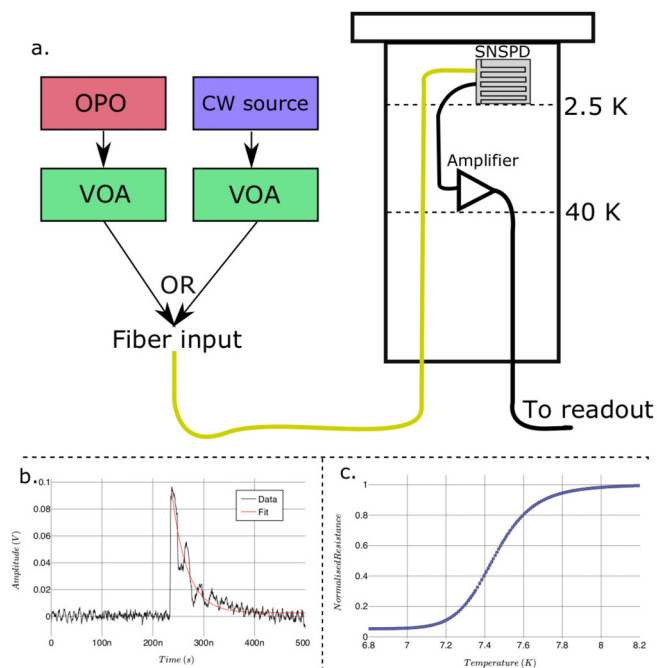 a.
SNSPD
OPO
CW source
2.5 K
Amplifier
VOA
VOA
40 K
OR
Fiber input
To readout
b.
0.1
0.08
0.06
0.04
0.02
0
Amplitude (V)
Data
Fit
0
100n
200n
300n
400n
500
Time (s)
c.
1
0.8
0.6
0.4
0.2
0
NormalisedResistance
6.8
7
7.2
7.4
7.6
7.8
8
8.2
Temperature (K)